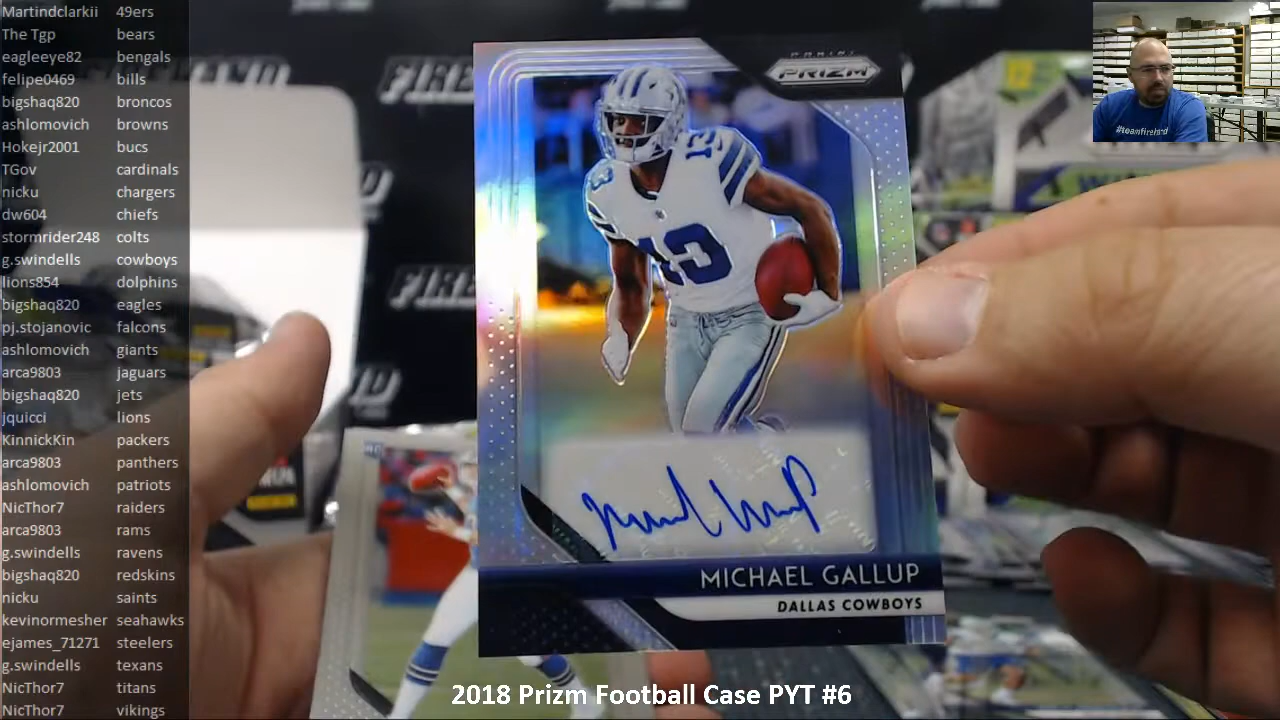 Martindclarkii 49ers
The Tgp bears
eagleeye82 bengals
felipe0469 bills
bigshaq820 broncos
ashlomovich browns
Hokejr2001 bucs
TGov cardinals
nicku chargers
dw604 chiefs
stormrider248 colts
g.swindells cowboys
lions854 dolphins
bigshaq820 eagles
pj.stojanovic falcons
ashlomovich giants
arca9803 jaguars
bigshaq820 jets
jquicci lions
KinnickKin packers
arca9803 panthers
ashlomovich patriots
NicThor7 raiders
arca9803 rams
g.swindells ravens
bigshaq820 redskins
nicku saints
kevinormesher seahawks
ejames_71271 steelers
g.swindells texans
NicThor7 titans
NicThor7 vikings
PANINI
PRIZM
13
13
MICHAEL GALLUP
DALLAS COWBOYS
#teamfirehand
2018 Prizm Football Case PYT #6